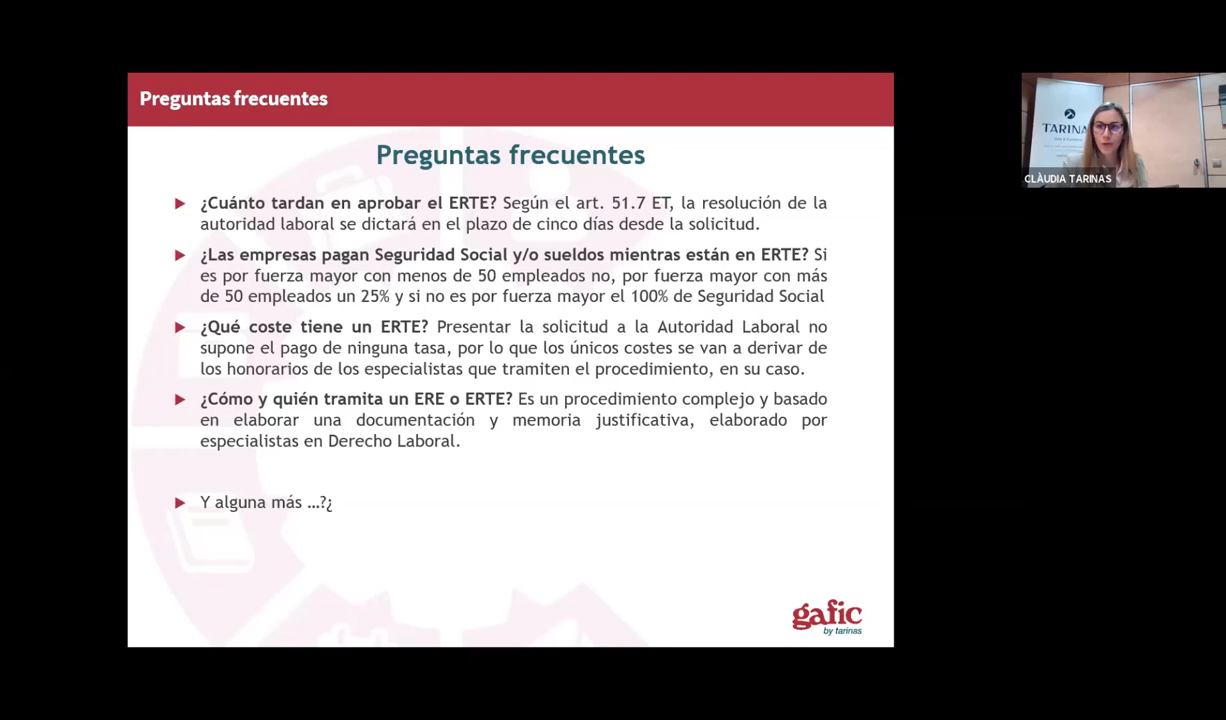 Preguntas frecuentes
Preguntas frecuentes
¿Cuánto tardan en aprobar el ERTE? Según el art. 51.7 ET, la resolución de la
autoridad laboral se dictará en el plazo de cinco días desde la solicitud.
¿Las empresas pagan Seguridad Social y/o sueldos mientras están en ERTE? Si
es por fuerza mayor con menos de 50 empleados no, por fuerza mayor con más
de 50 empleados un 25% y si no es por fuerza mayor el 100% de Seguridad Social
¿Qué coste tiene un ERTE? Presentar la solicitud a la Autoridad Laboral no
supone el pago de ninguna tasa, por lo que los únicos costes se van a derivar de
los honorarios de los especialistas que tramiten el procedimiento, en su caso.
¿Cómo y quién tramita un ERE o ERTE? Es un procedimiento complejo y basado
en elaborar una documentación y memoria justificativa, elaborado por
especialistas en Derecho Laboral.
Y alguna más …?¿
gafic
by tarinas
TARINA
CLÀUDIA TARINAS